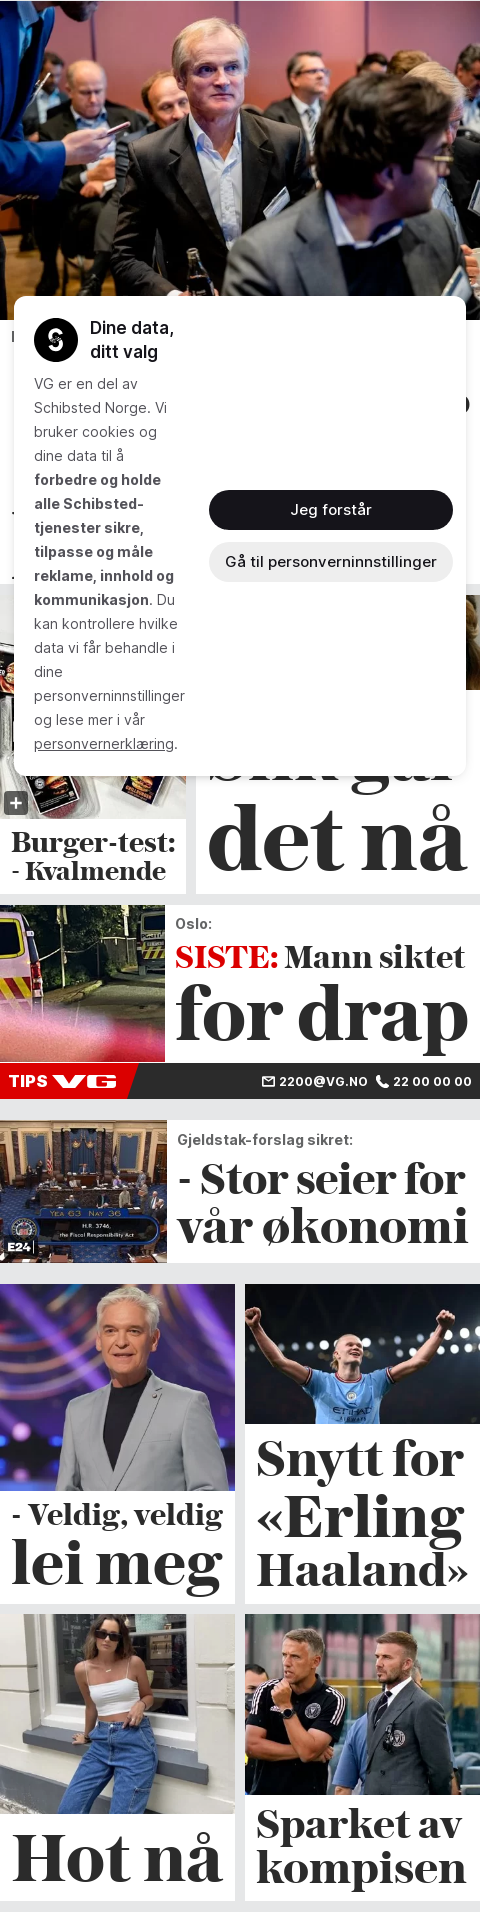 Dine data,
ditt valg
VG er en del av
Schibsted Norge. Vi
bruker cookies og
dine data til å
forbedre og holde
alle Schibsted-
tjenester sikre,
tilpasse og måle
reklame, innhold og
kommunikasjon. Du
kan kontrollere hvilke
data vi får behandle i
dine
personverninnstillinger
og lese mer i vår
personvernerklæring.
Jeg forstår
Gå til personverninnstillinger
Burger-test:
- Kvalmende
det nå
Oslo:
SISTE: Mann siktet
for drap
TIPS VG
2200@VG.NO 22 00 00 00
Gjeldstak-forslag sikret:
- Stor seier for
vår økonomi
YEA 63 NAY 36
H.R. 3746,
the Fiscal Responsibility Act
E24
- Veldig, veldig
lei meg
ETIHAD
AIRWAYS
Snytt for
«Erling
Haaland»
Hot nå
Sparket av
kompisen